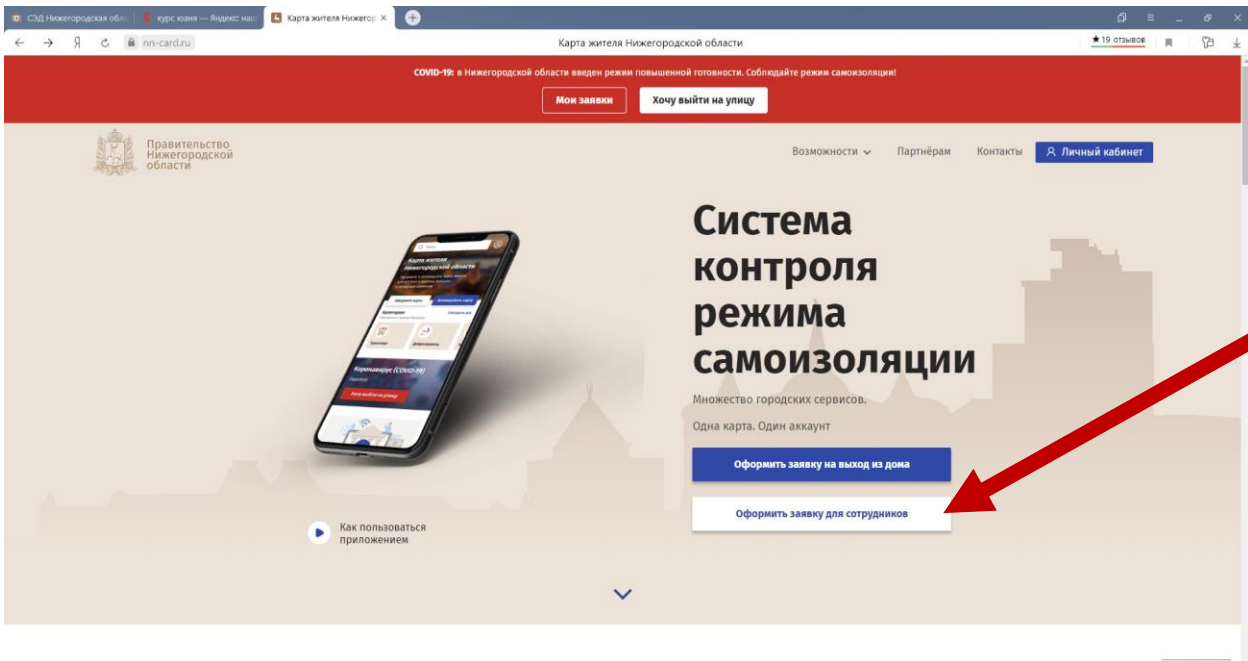 СЭД Нижегородская обла
курс юаня — Яндекс: наш
Карта жителя Нижегор
nn-card.ru
Карта жителя Нижегородской области
★ 19 отзывов
COVID-19: в Нижегородской области введен режим повышенной готовности. Соблюдайте режим самоизоляции!
Мои заявки
Хочу выйти на улицу
Правительство
Нижегородской
области
Возможности
Партнёрам
Контакты
Личный кабинет
Система
контроля
режима
самоизоляции
Множество городских сервисов.
Одна карта. Один аккаунт
Оформить заявку на выход из дома
Оформить заявку для сотрудников
Карта жителя
Нижегородской области
Коронавирус (COVID-19)
Хочу выйти на улицу
Как пользоваться
приложением